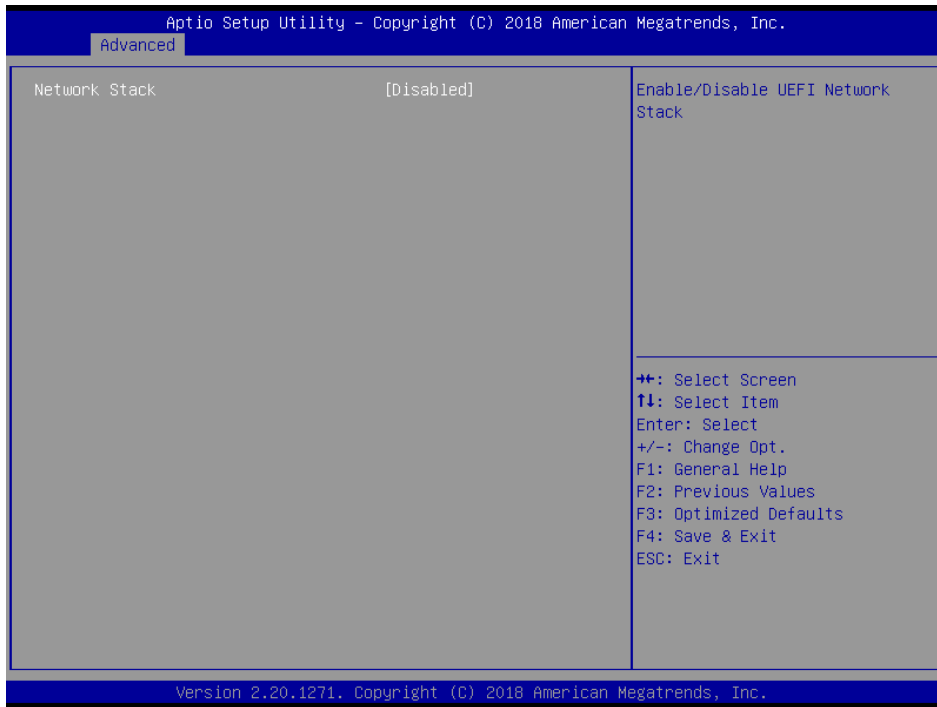 Aptio Setup Utility – Copyright (C) 2018 American Megatrends, Inc.
Advanced
Network Stack [Disabled]
Enable/Disable UEFI Network
Stack
→←: Select Screen
↑↓: Select Item
Enter: Select
+/-: Change Opt.
F1: General Help
F2: Previous Values
F3: Optimized Defaults
F4: Save & Exit
ESC: Exit
Version 2.20.1271. Copyright (C) 2018 American Megatrends, Inc.